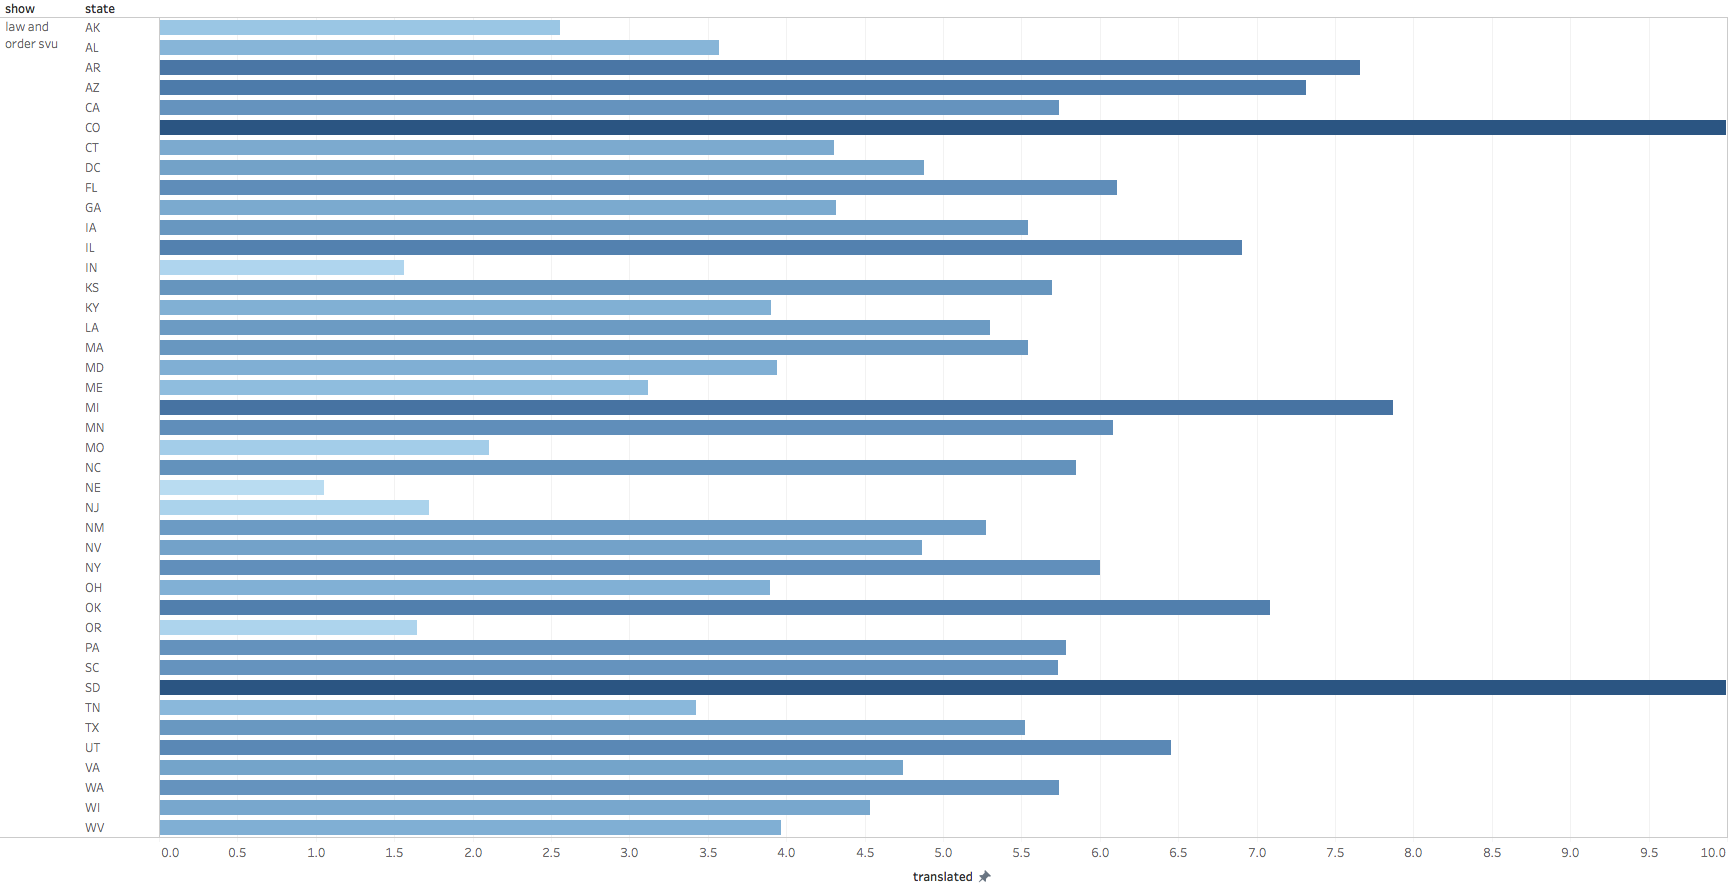 show state
law and
order svu
AK
AL
AR
AZ
CA
CO
CT
DC
FL
GA
IA
IL
IN
KS
KY
LA
MA
MD
ME
MI
MN
MO
NC
NE
NJ
NM
NV
NY
OH
OK
OR
PA
SC
SD
TN
TX
UT
VA
WA
WI
WV
0.0 0.5 1.0 1.5 2.0 2.5 3.0 3.5 4.0 4.5 5.0 5.5 6.0 6.5 7.0 7.5 8.0 8.5 9.0 9.5 10.0
translated